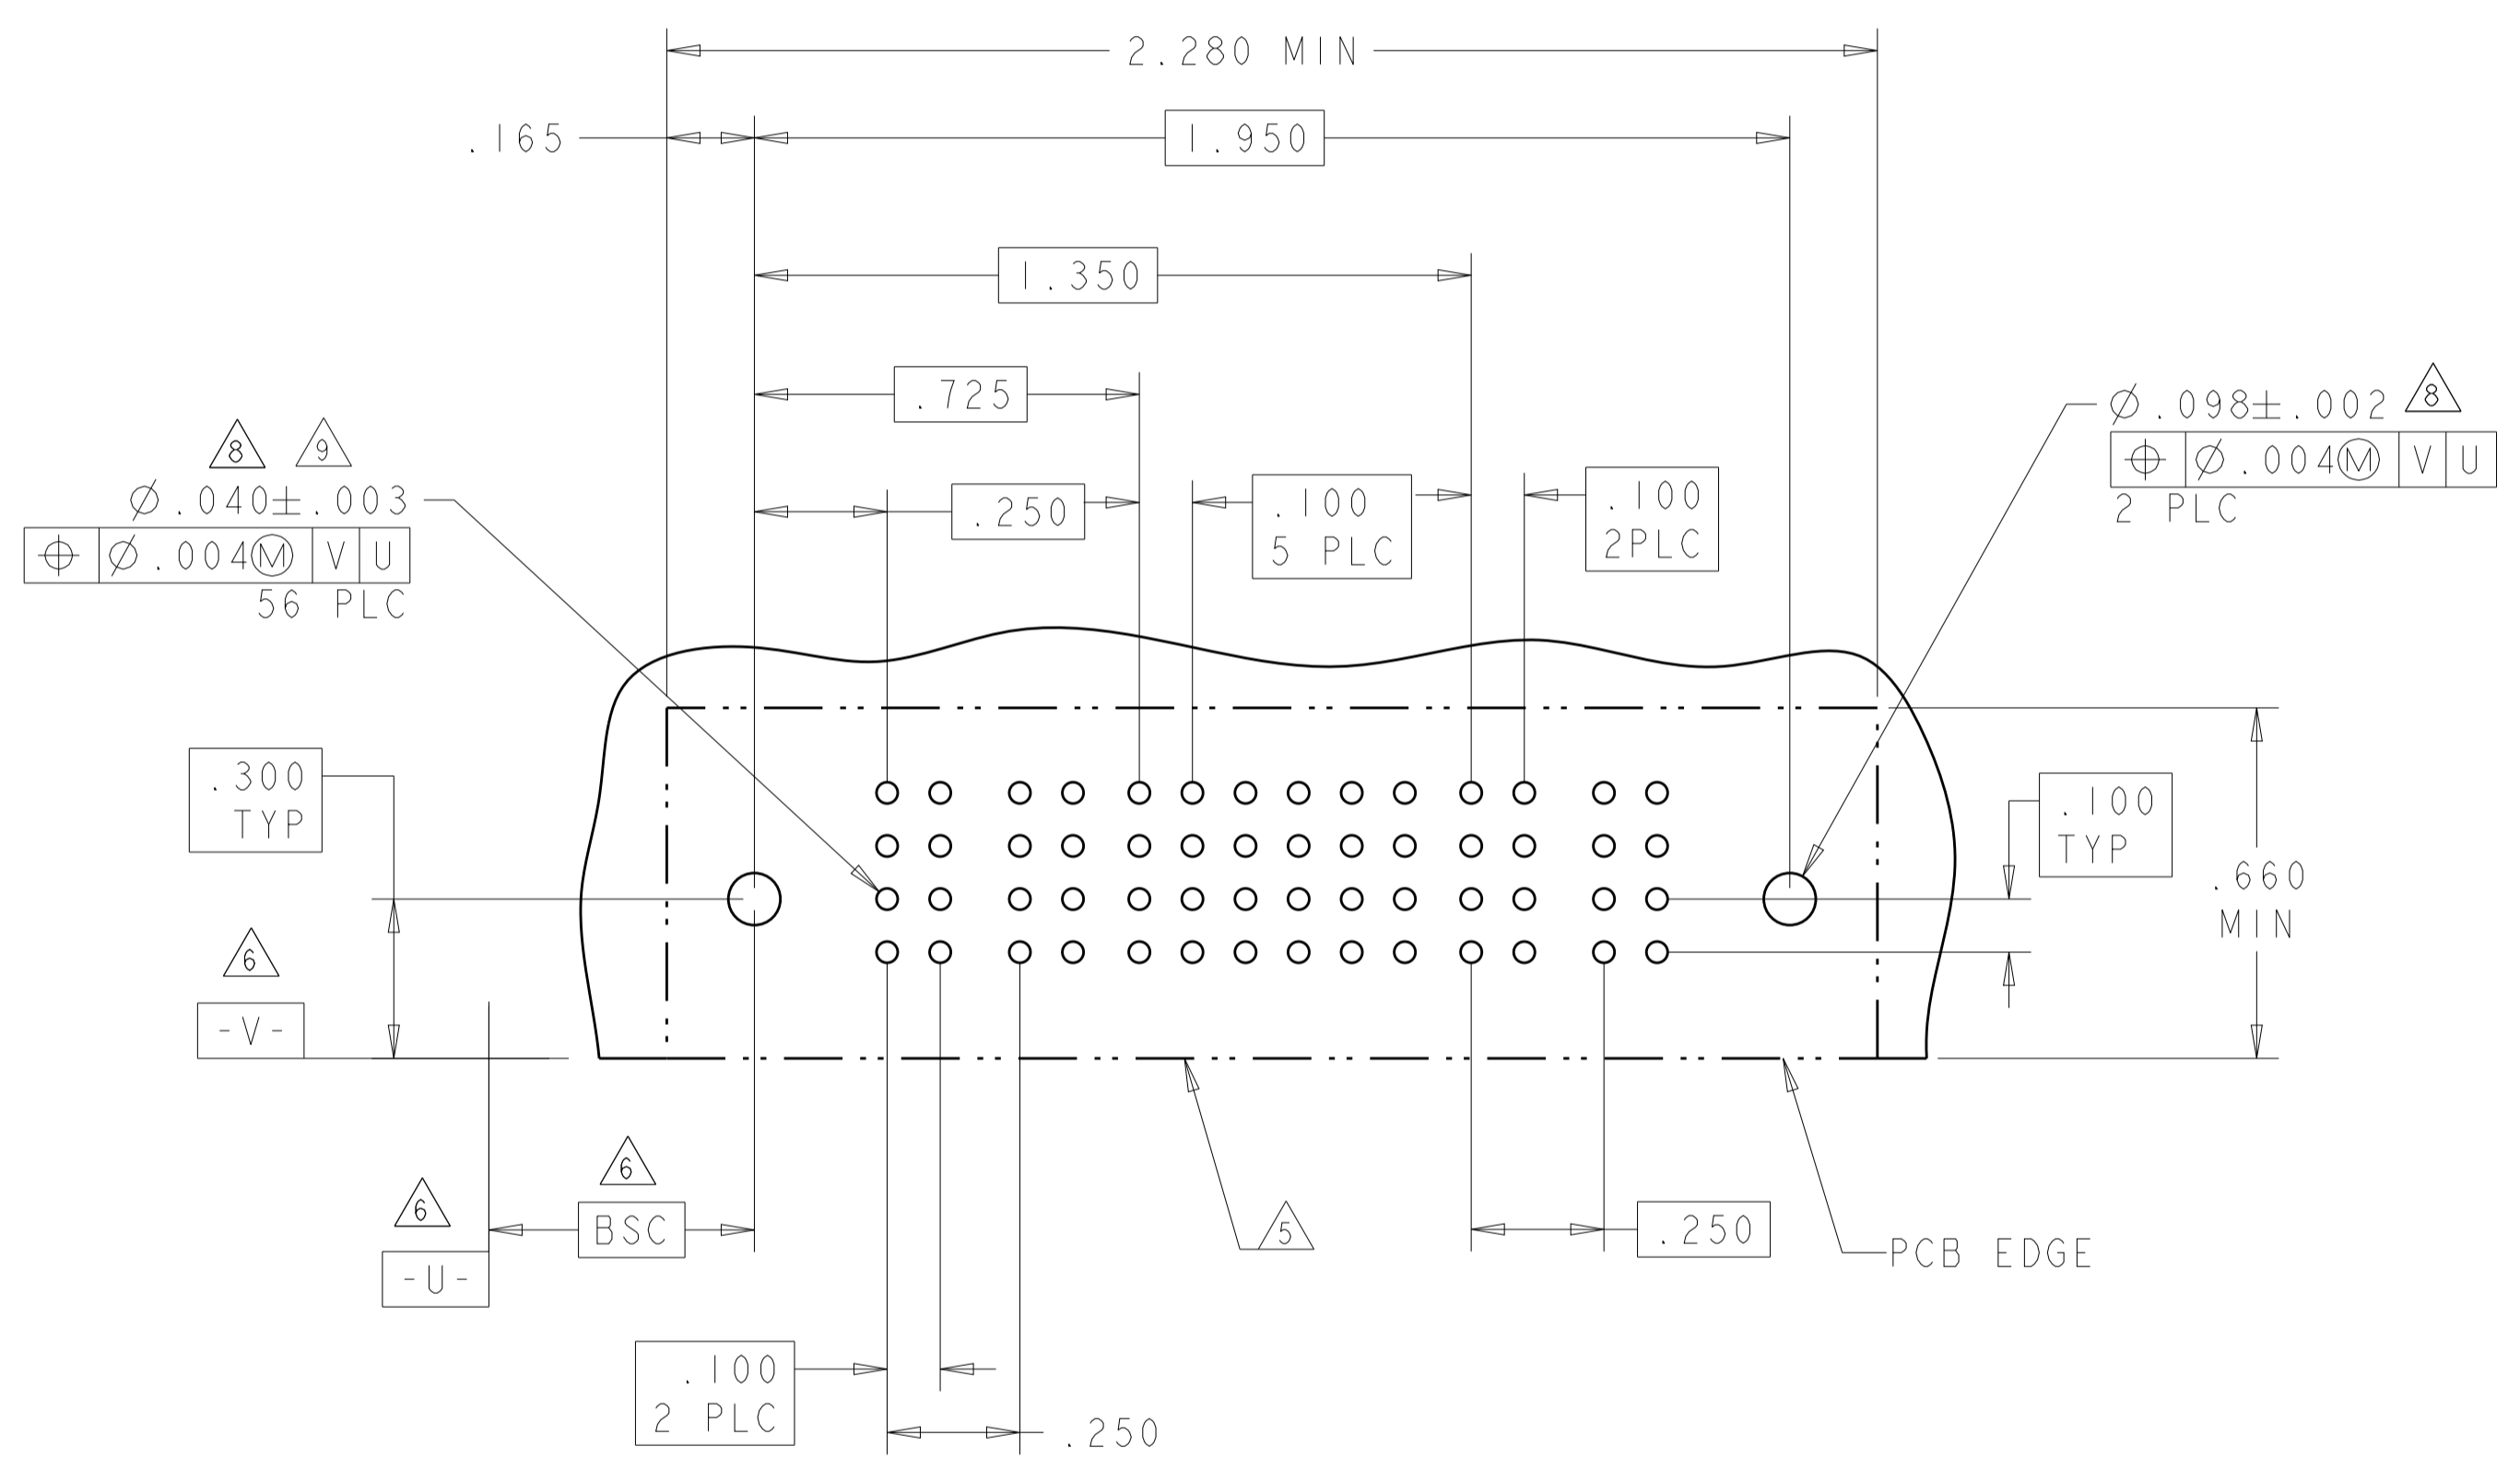 2.280 MIN
.165
1.950
1.350
.725
8
9
Ø.040±.003
⌖ Ø.004Ⓜ V U
56 PLC
.250
.100
5 PLC
.100
2PLC
Ø.098±.002
8
⌖ Ø.004Ⓜ V U
2 PLC
.300
TYP
.100
TYP
.660
MIN
6
-V-
6
-U-
6
BSC
5
.250
PCB EDGE
.100
2 PLC
.250